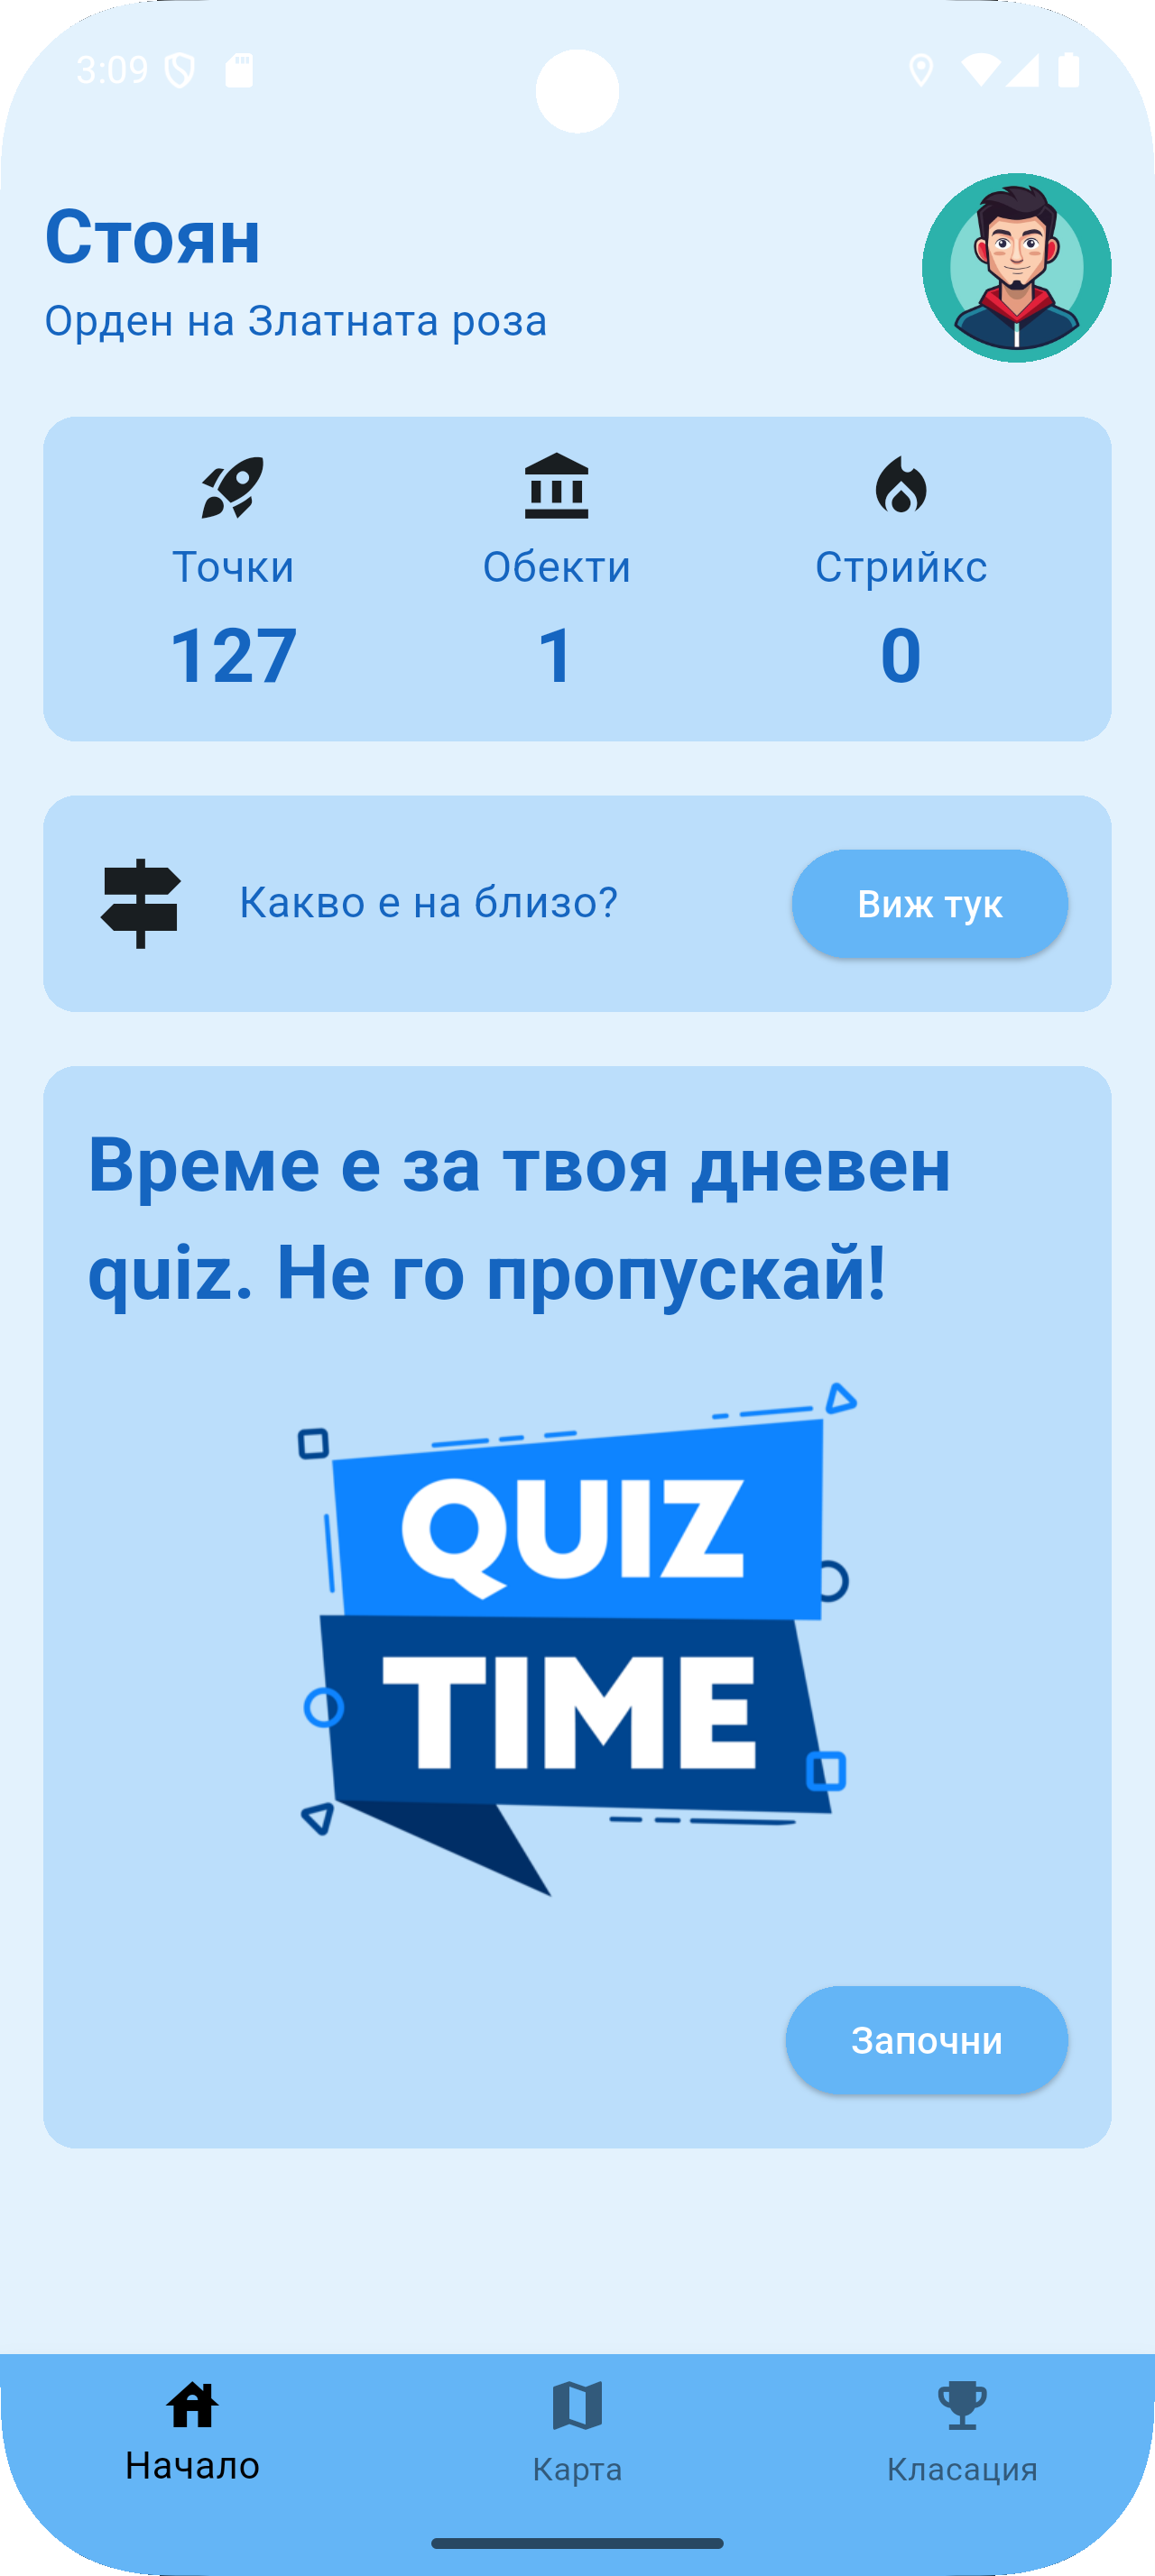 3:09
Стоян
Орден на Златната роза
Точки
Обекти
Стрийкс
127
1
0
Какво е на близо?
Виж тук
Време е за твоя дневен
quiz. Не го пропускай!
QUIZ
TIME
Започни
Начало
Карта
Класация